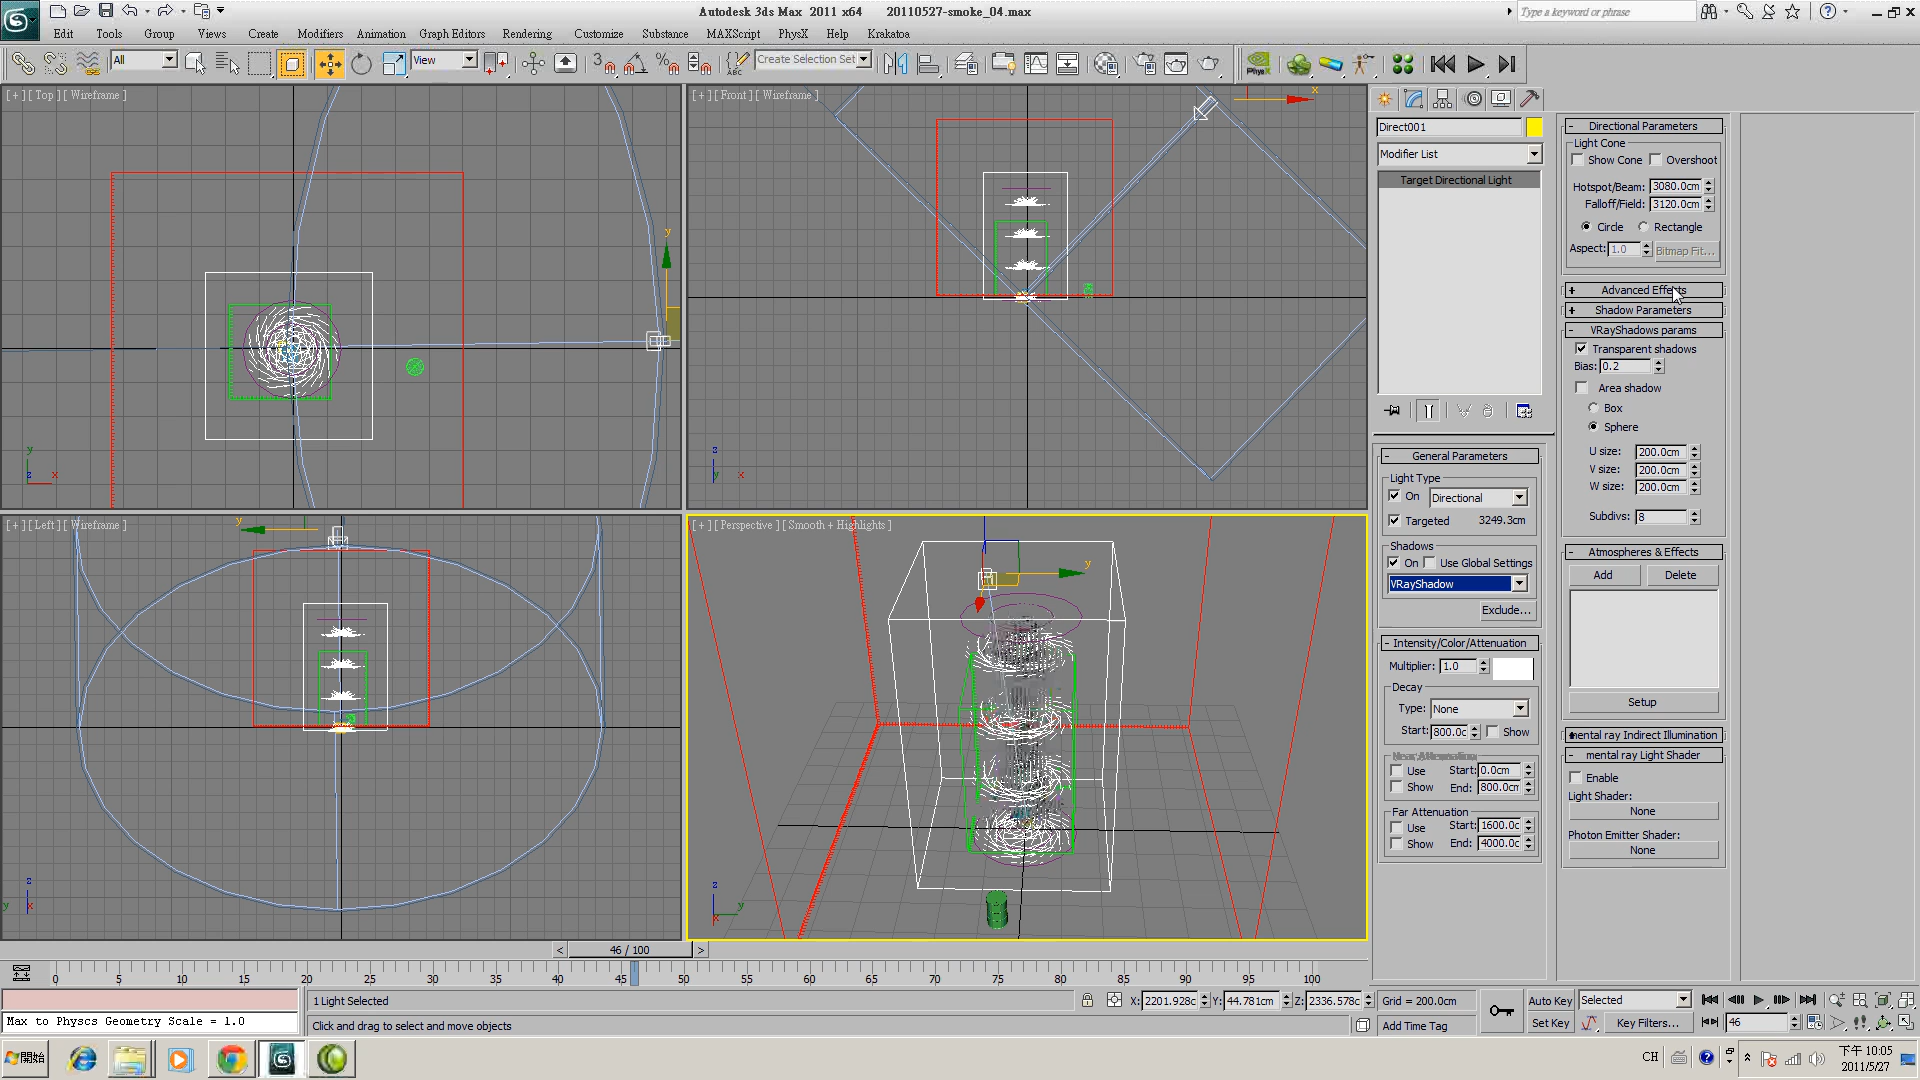 Autodesk 3ds Max 2011 x64 20110527-smoke_04.max
Type a keyword or phrase
Edit Tools Group Views Create Modifiers Animation Graph Editors Rendering Customize Substance MAXScript PhysX Help Krakatoa
All View 3 ABC Create Selection Set PhysX
[ + ] [ Top ] [ Wireframe ]
[ + ] [ Front ] [ Wireframe ]
[ + ] [ Left ] [ Wireframe ]
[ + ] [ Perspective ] [ Smooth + Highlights ]
Direct001
Modifier List
Target Directional Light
- General Parameters
Light Type
On Directional
Targeted 3249.3cm
Shadows
On Use Global Settings
VRayShadow
Exclude...
- Intensity/Color/Attenuation
Multiplier: 1.0
Decay
Type: None
Start: 800.0c Show
Near Attenuation
Use Start: 0.0cm
Show End: 800.0cm
Far Attenuation
Use Start: 1600.0c
Show End: 4000.0c
- Directional Parameters
Light Cone
Show Cone Overshoot
Hotspot/Beam: 3080.0cm
Falloff/Field: 3120.0cm
Circle Rectangle
Aspect: 1.0 Bitmap Fit...
+ Advanced Effects
+ Shadow Parameters
- VRayShadows params
Transparent shadows
Bias: 0.2
Area shadow
Box
Sphere
U size: 200.0cm
V size: 200.0cm
W size: 200.0cm
Subdivs: 8
- Atmospheres & Effects
Add Delete
Setup
mental ray Indirect Illumination
- mental ray Light Shader
Enable
Light Shader:
None
Photon Emitter Shader:
None
< 46 / 100 >
0 5 10 15 20 25 30 35 40 45 50 55 60 65 70 75 80 85 90 95 100
1 Light Selected X: 2201.928c Y: 44.781cm Z: 2336.578c Grid = 200.0cm Auto Key Selected
Max to Physcs Geometry Scale = 1.0 Click and drag to select and move objects Add Time Tag Set Key Key Filters... 46
開始 CH 下午 10:05
2011/5/27